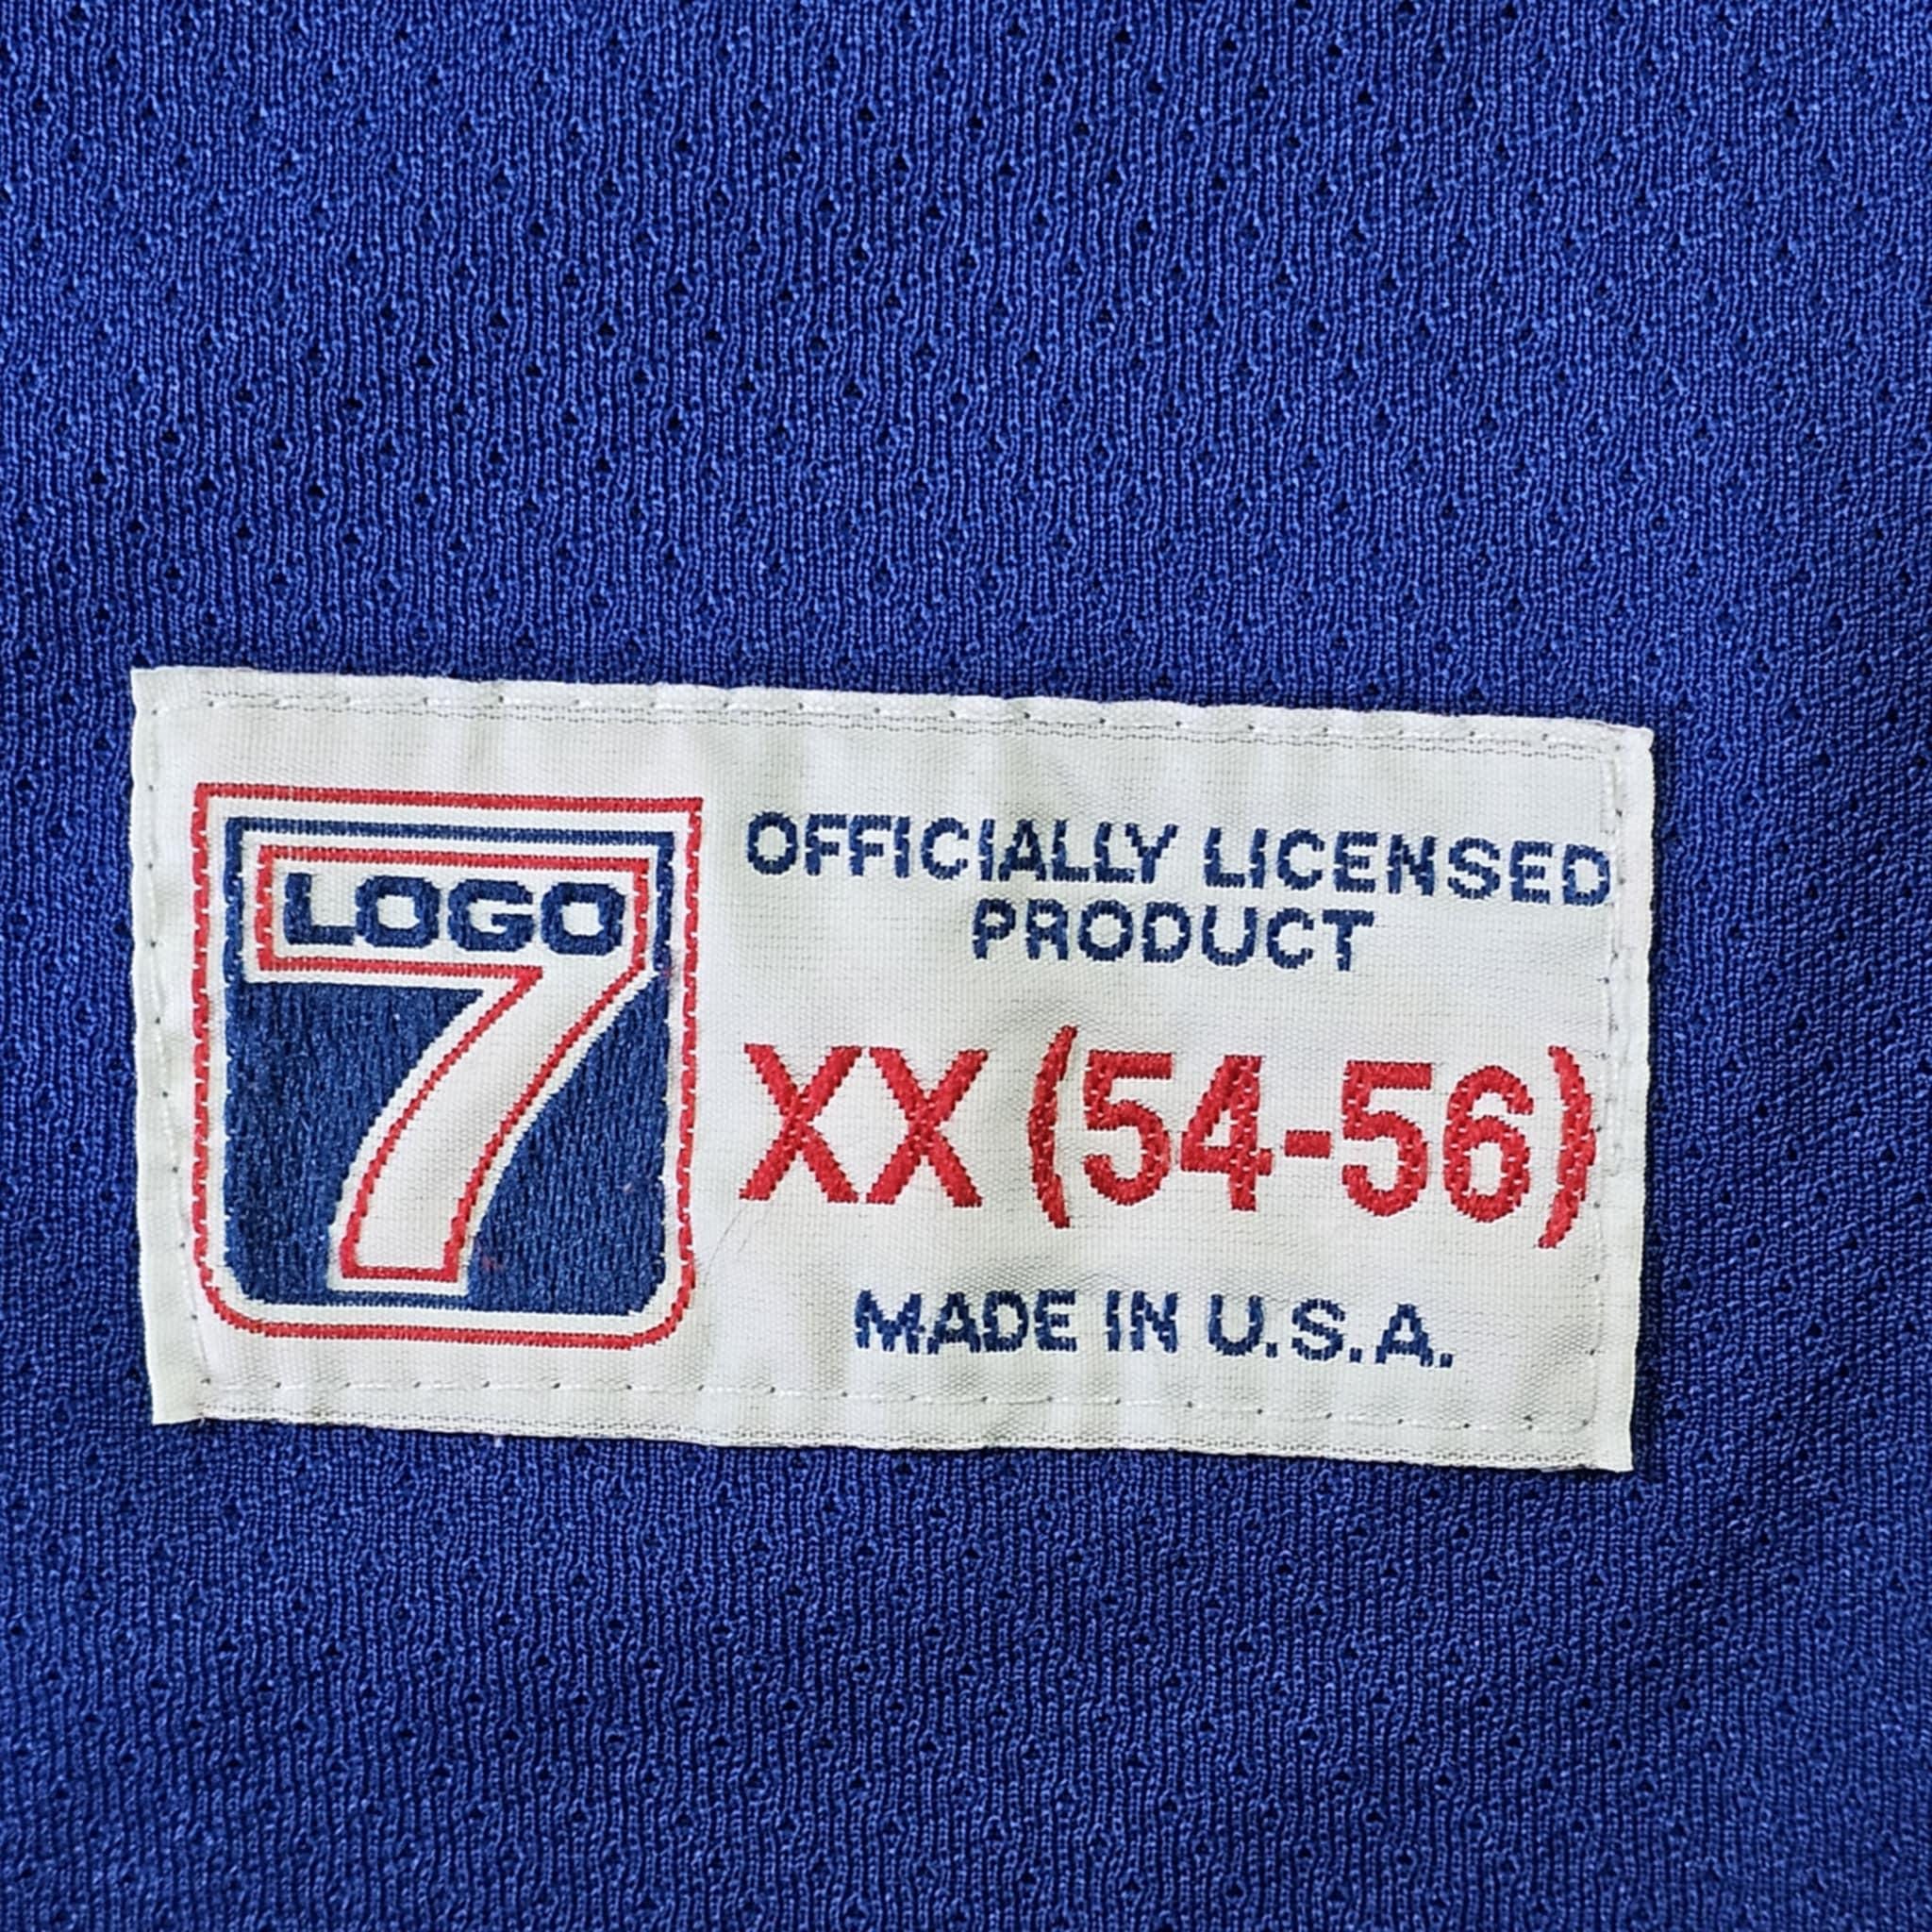 LOGO
7
OFFICIALLY LICENSED
PRODUCT
XX (54-56)
MADE IN U.S.A.